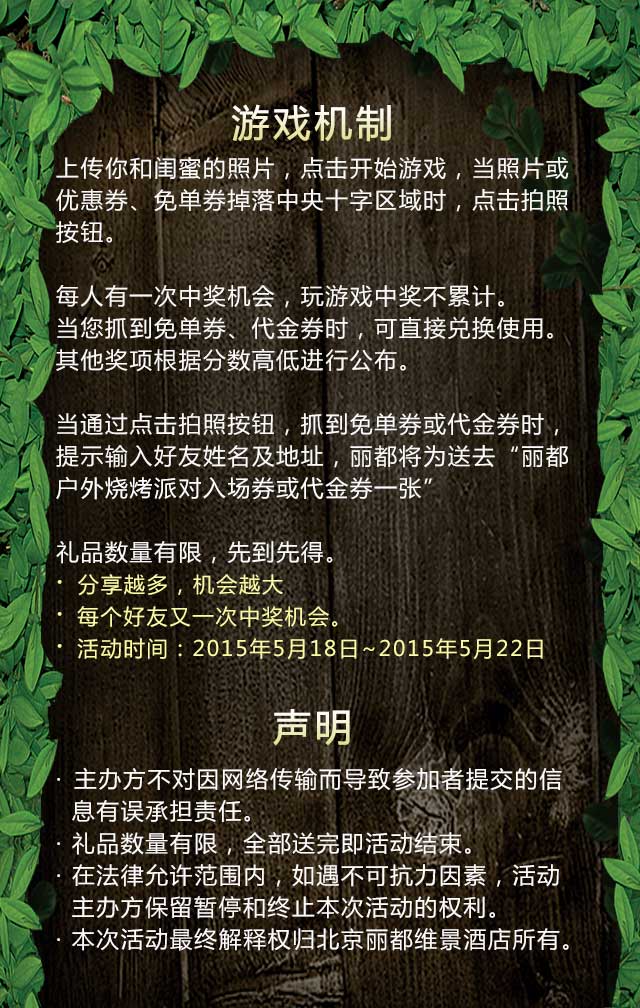 游戏机制
上传你和闺蜜的照片，点击开始游戏，当照片或
优惠券、免单券掉落中央十字区域时，点击拍照
按钮。
每人有一次中奖机会，玩游戏中奖不累计。
当您抓到免单券、代金券时，可直接兑换使用。
其他奖项根据分数高低进行公布。
当通过点击拍照按钮，抓到免单券或代金券时，
提示输入好友姓名及地址，丽都将为送去“丽都
户外烧烤派对入场券或代金券一张”
礼品数量有限，先到先得。
· 分享越多，机会越大
· 每个好友又一次中奖机会。
· 活动时间：2015年5月18日~2015年5月22日
声明
· 主办方不对因网络传输而导致参加者提交的信
息有误承担责任。
· 礼品数量有限，全部送完即活动结束。
· 在法律允许范围内，如遇不可抗力因素，活动
主办方保留暂停和终止本次活动的权利。
· 本次活动最终解释权归北京丽都维景酒店所有。